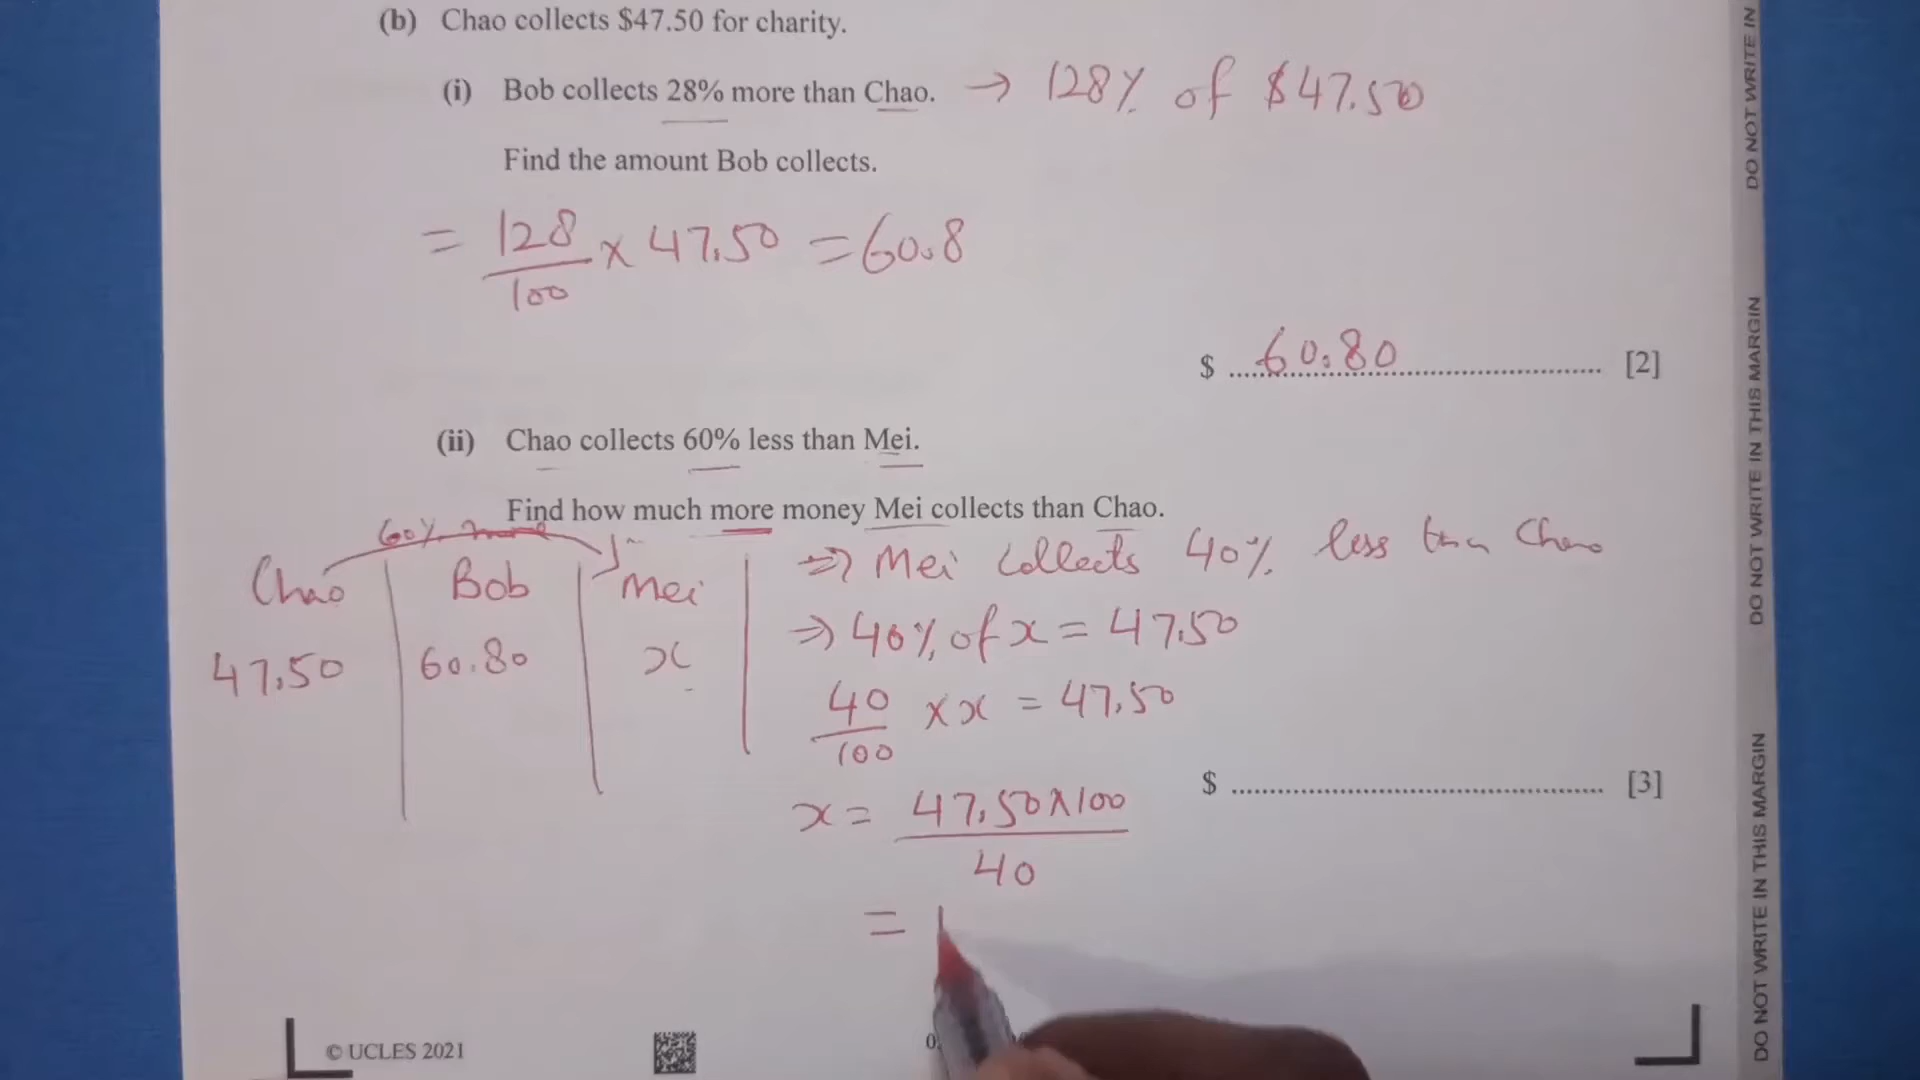 (b) Chao collects $47.50 for charity.
(i) Bob collects 28% more than Chao. → 128% of $47.50
Find the amount Bob collects.
= 128/100 x 47.50 = 60.8
$ 60.80 [2]
(ii) Chao collects 60% less than Mei.
Find how much more money Mei collects than Chao.
60%
Chao Bob Mei
47.50 60.80 x
⇒ Mei collects 40% less than Chao
⇒ 40% of x = 47.50
40/100 x x = 47.50
x = 47.50 x 100 / 40
=
$ [3]
© UCLES 2021
DO NOT WRITE IN
DO NOT WRITE IN THIS MARGIN
DO NOT WRITE IN THIS MARGIN